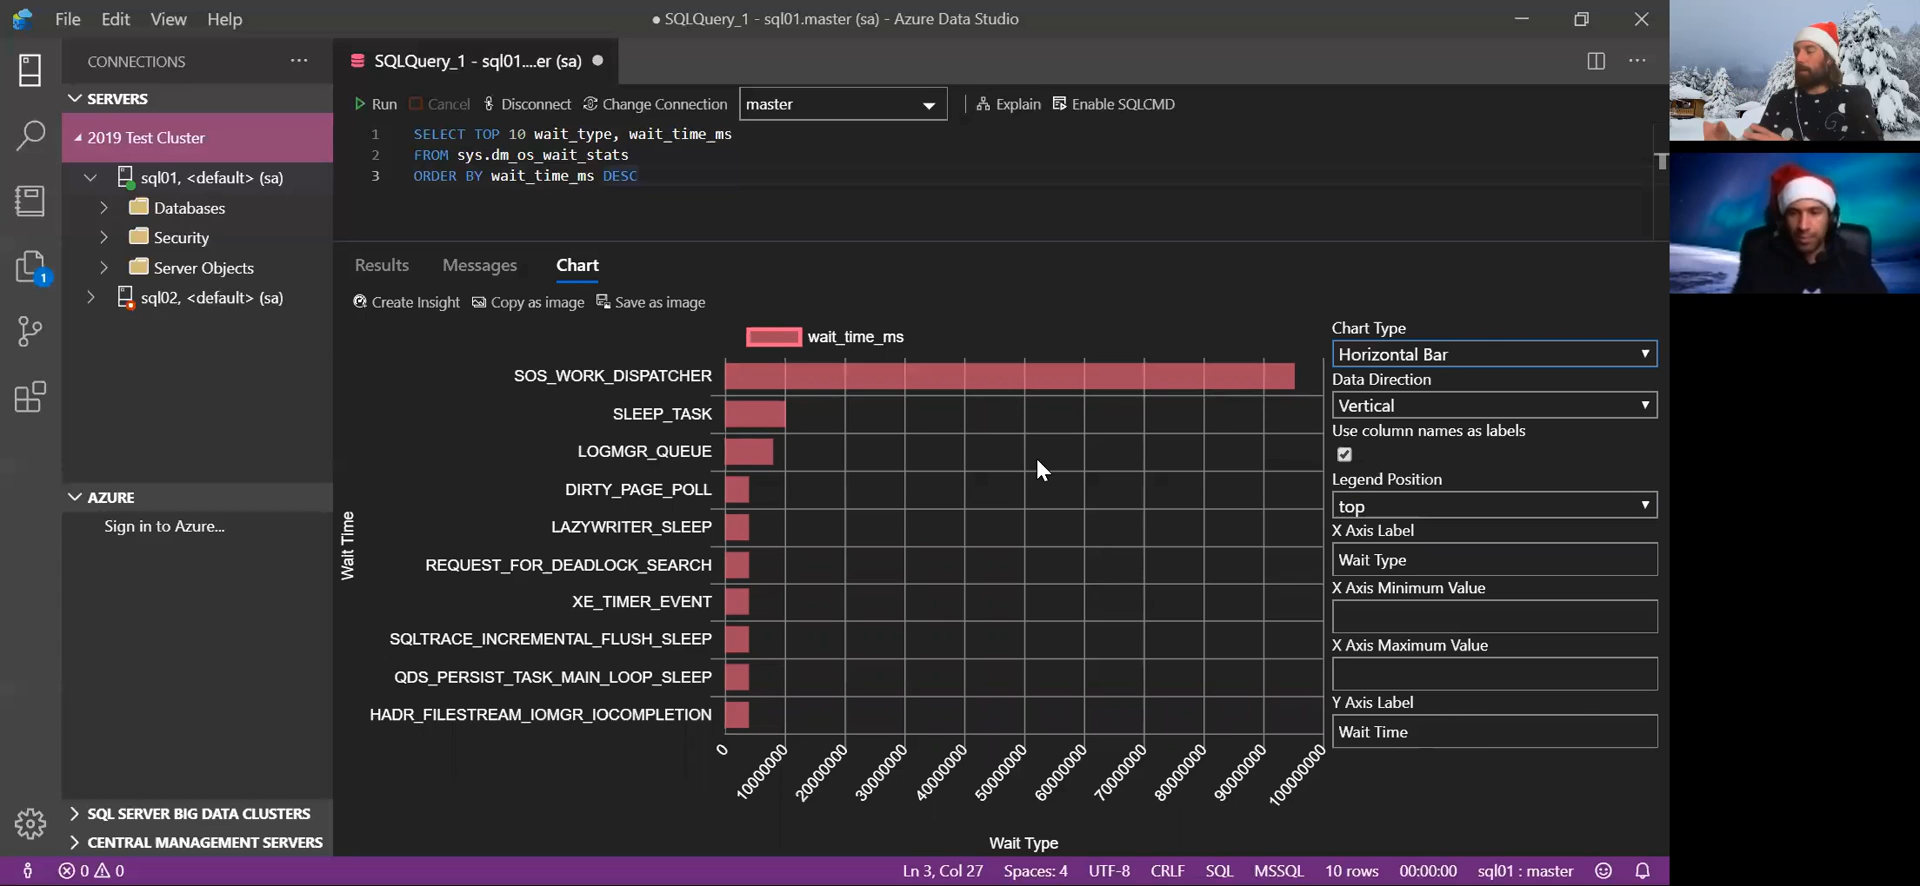 File Edit View Help
● SQLQuery_1 - sql01.master (sa) - Azure Data Studio
CONNECTIONS ...
SQLQuery_1 - sql01....er (sa) ●
SERVERS
Run Cancel Disconnect Change Connection master Explain Enable SQLCMD
2019 Test Cluster
sql01, <default> (sa)
Databases
Security
Server Objects
sql02, <default> (sa)
1
AZURE
Sign in to Azure...
SQL SERVER BIG DATA CLUSTERS
CENTRAL MANAGEMENT SERVERS
1 SELECT TOP 10 wait_type, wait_time_ms
2 FROM sys.dm_os_wait_stats
3 ORDER BY wait_time_ms DESC
Results Messages Chart
Create Insight Copy as image Save as image
wait_time_ms
SOS_WORK_DISPATCHER
SLEEP_TASK
LOGMGR_QUEUE
DIRTY_PAGE_POLL
LAZYWRITER_SLEEP
REQUEST_FOR_DEADLOCK_SEARCH
XE_TIMER_EVENT
SQLTRACE_INCREMENTAL_FLUSH_SLEEP
QDS_PERSIST_TASK_MAIN_LOOP_SLEEP
HADR_FILESTREAM_IOMGR_IOCOMPLETION
Wait Time
0 10000000 20000000 30000000 40000000 50000000 60000000 70000000 80000000 90000000 100000000
Wait Type
Chart Type
Horizontal Bar
Data Direction
Vertical
Use column names as labels
Legend Position
top
X Axis Label
Wait Type
X Axis Minimum Value
X Axis Maximum Value
Y Axis Label
Wait Time
0 0 Ln 3, Col 27 Spaces: 4 UTF-8 CRLF SQL MSSQL 10 rows 00:00:00 sql01 : master